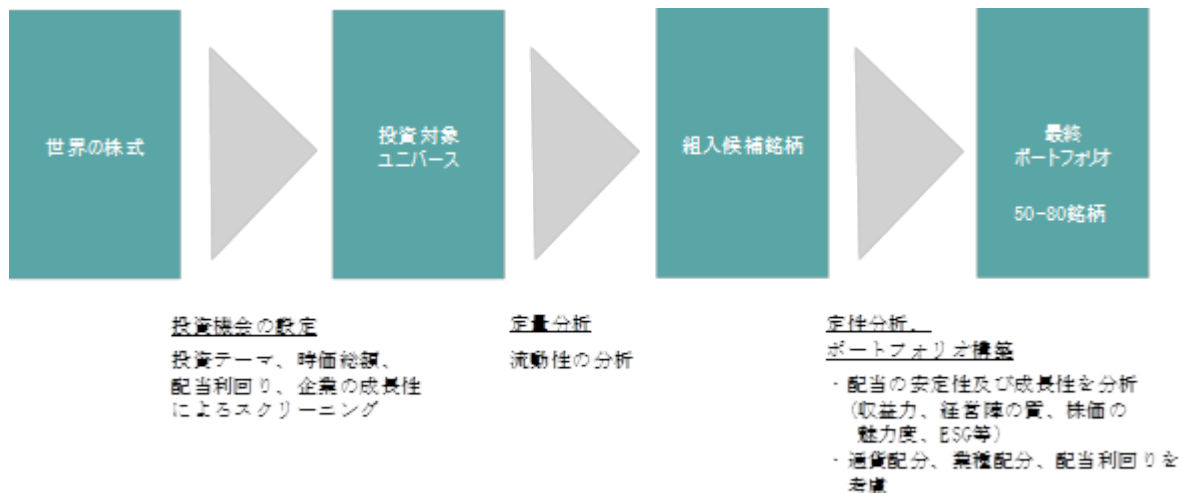 世界の株式
投資対象
ユニバース
組入候補銘柄
最終
ポートフォリオ
50-80銘柄
投資機会の設定
投資テーマ、時価総額、
配当利回り、企業の成長性
によるスクリーニング
定量分析
流動性の分析
定性分析、
ポートフォリオ構築
・配当の安定性及び成長性を分析
(収益力、経営陣の質、株価の
魅力度、ESG等)
・通貨配分、業種配分、配当利回りを
考慮